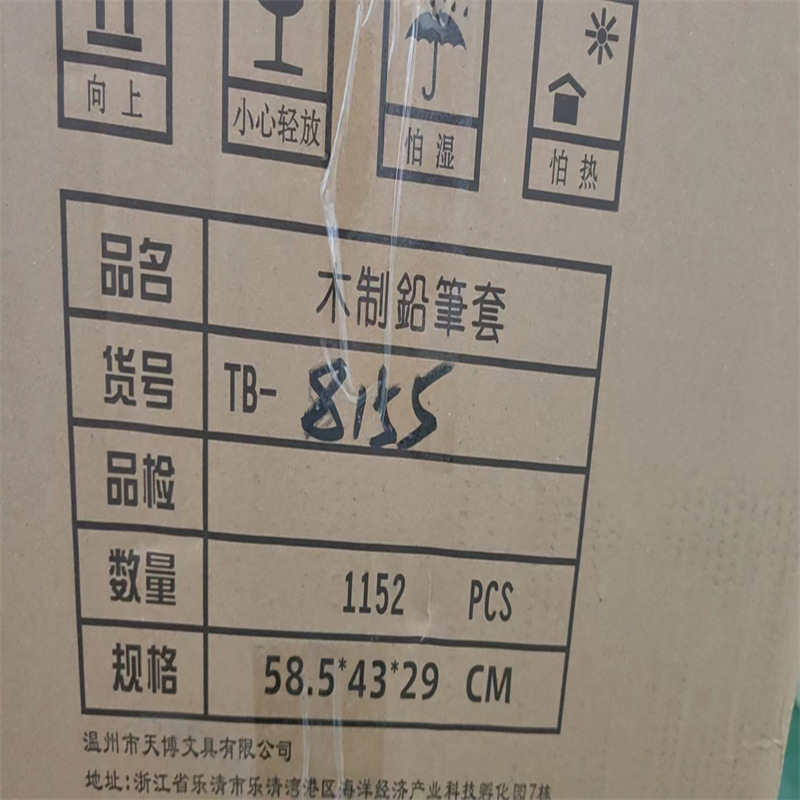 向上
小心轻放
怕湿
怕热
品名 木制鉛筆套
货号 TB-8155
品检
数量 1152 PCS
规格 58.5*43*29 CM
温州市天博文具有限公司
地址:浙江省乐清市乐清湾港区海洋经济产业科技孵化园7栋